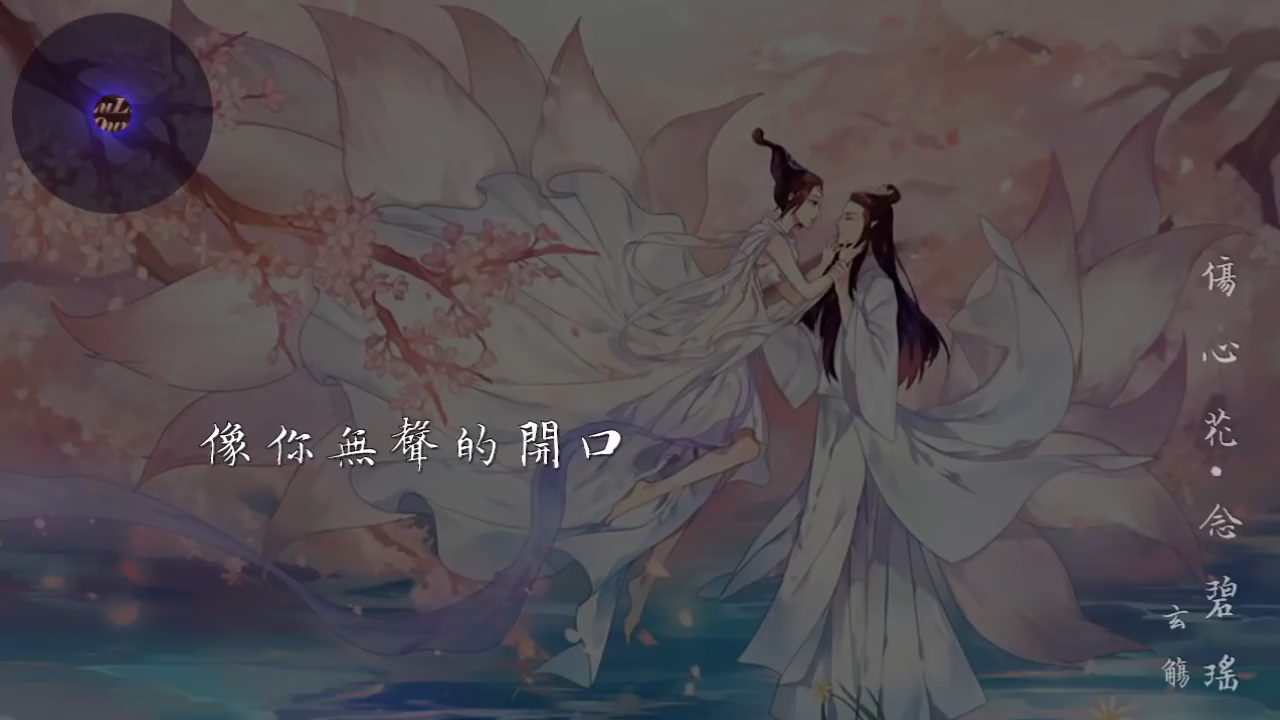 像你無聲的開口
傷心花·念碧瑤
玄觴